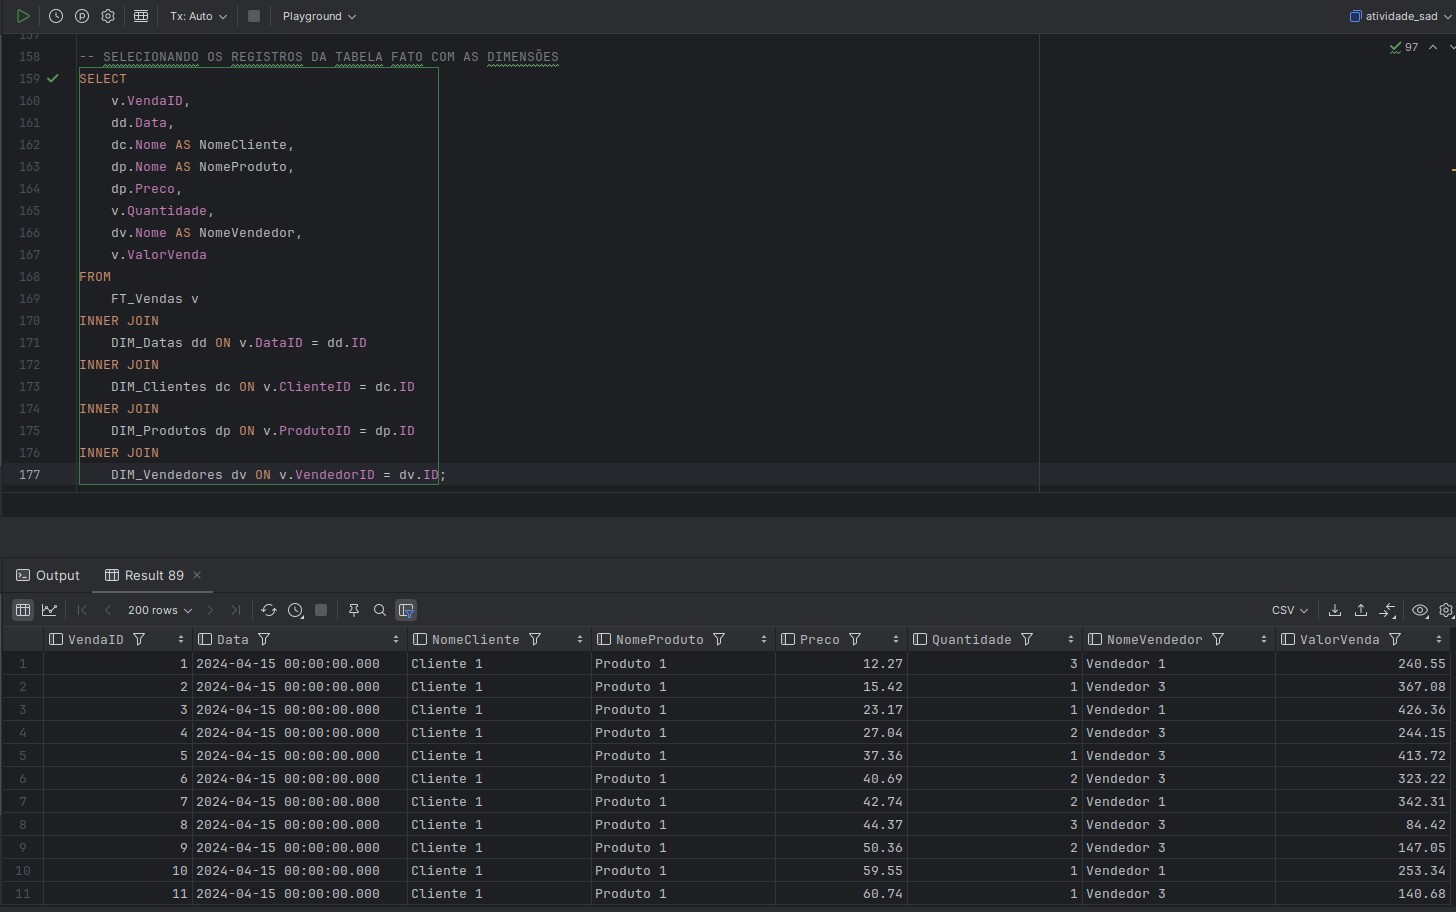 Tx: Auto Playground atividade_sad
157
158 -- SELECIONANDO OS REGISTROS DA TABELA FATO COM AS DIMENSÕES 97
159 SELECT
160 v.VendaID,
161 dd.Data,
162 dc.Nome AS NomeCliente,
163 dp.Nome AS NomeProduto,
164 dp.Preco,
165 v.Quantidade,
166 dv.Nome AS NomeVendedor,
167 v.ValorVenda
168 FROM
169 FT_Vendas v
170 INNER JOIN
171 DIM_Datas dd ON v.DataID = dd.ID
172 INNER JOIN
173 DIM_Clientes dc ON v.ClienteID = dc.ID
174 INNER JOIN
175 DIM_Produtos dp ON v.ProdutoID = dp.ID
176 INNER JOIN
177 DIM_Vendedores dv ON v.VendedorID = dv.ID;
Output Result 89
200 rows CSV
VendaID Data NomeCliente NomeProduto Preco Quantidade NomeVendedor ValorVenda
1 1 2024-04-15 00:00:00.000 Cliente 1 Produto 1 12.27 3 Vendedor 1 240.55
2 2 2024-04-15 00:00:00.000 Cliente 1 Produto 1 15.42 1 Vendedor 3 367.08
3 3 2024-04-15 00:00:00.000 Cliente 1 Produto 1 23.17 1 Vendedor 1 426.36
4 4 2024-04-15 00:00:00.000 Cliente 1 Produto 1 27.04 2 Vendedor 3 244.15
5 5 2024-04-15 00:00:00.000 Cliente 1 Produto 1 37.36 1 Vendedor 3 413.72
6 6 2024-04-15 00:00:00.000 Cliente 1 Produto 1 40.69 2 Vendedor 3 323.22
7 7 2024-04-15 00:00:00.000 Cliente 1 Produto 1 42.74 2 Vendedor 1 342.31
8 8 2024-04-15 00:00:00.000 Cliente 1 Produto 1 44.37 3 Vendedor 3 84.42
9 9 2024-04-15 00:00:00.000 Cliente 1 Produto 1 50.36 2 Vendedor 3 147.05
10 10 2024-04-15 00:00:00.000 Cliente 1 Produto 1 59.55 1 Vendedor 1 253.34
11 11 2024-04-15 00:00:00.000 Cliente 1 Produto 1 60.74 1 Vendedor 3 140.68